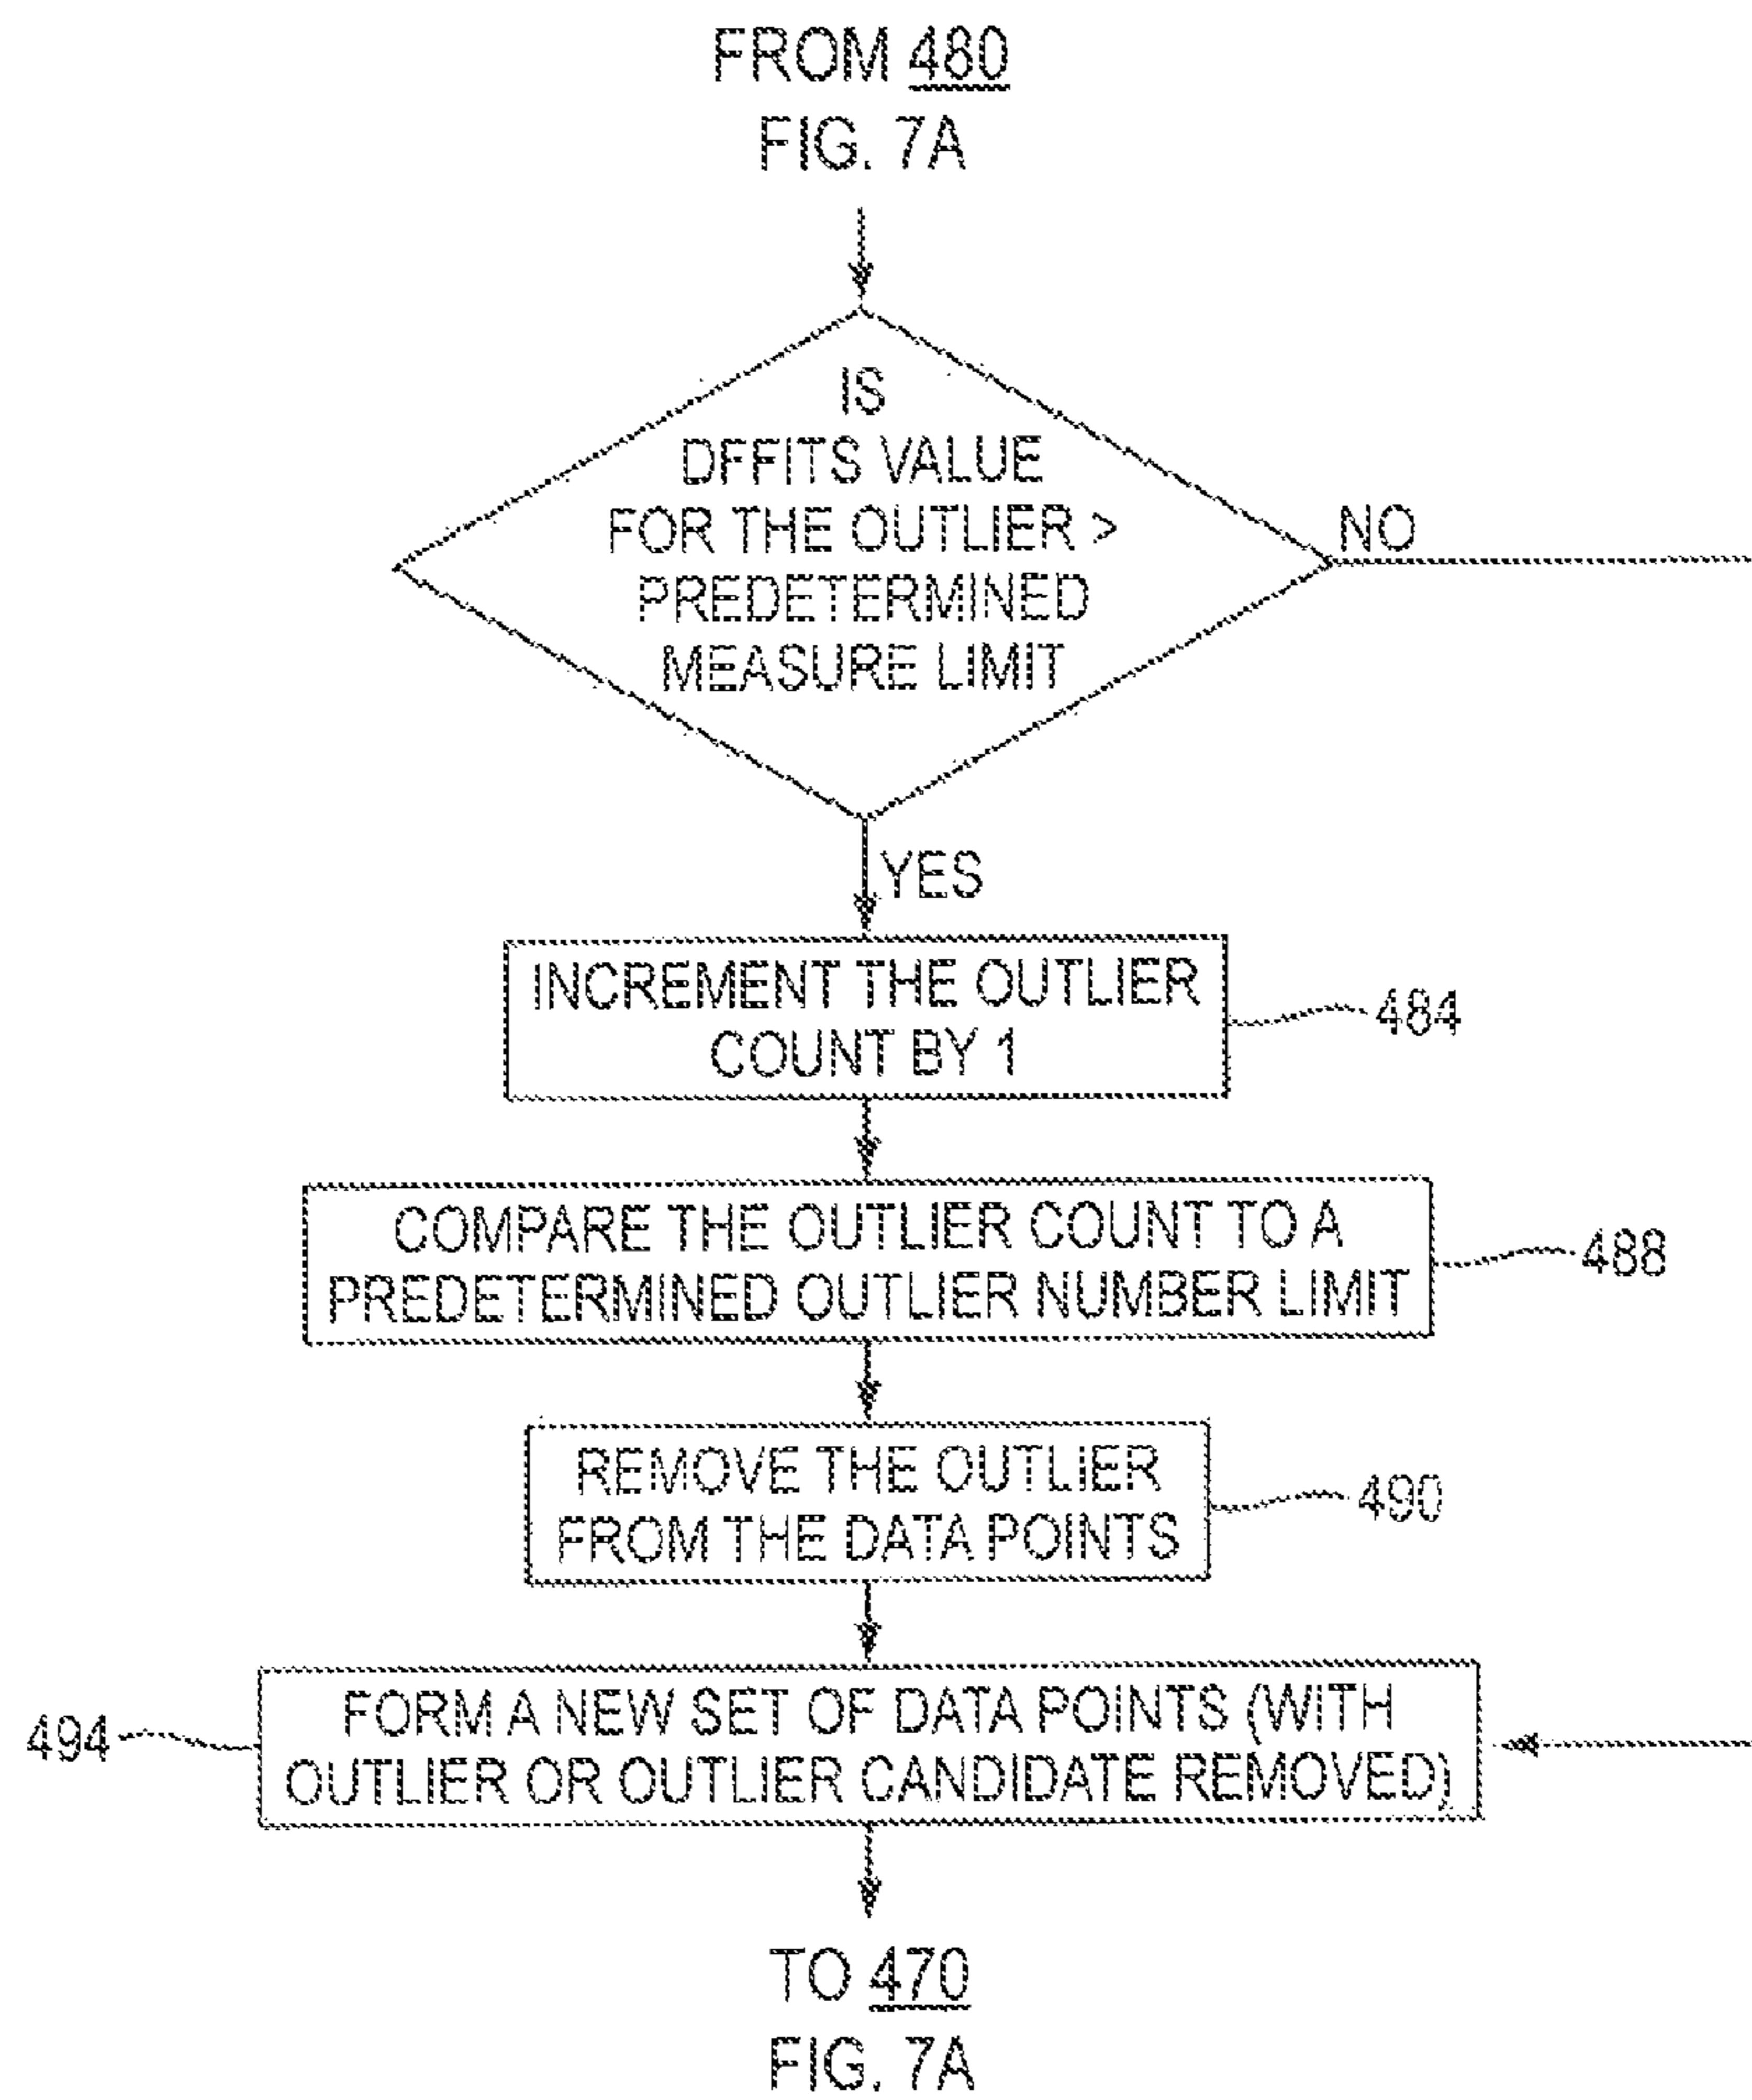 FROM 480
FIG. 7A
IS
DFFITS VALUE
FOR THE OUTLIER >
PREDETERMINED
MEASURE LIMIT
NO
YES
INCREMENT THE OUTLIER
COUNT BY 1
484
COMPARE THE OUTLIER COUNT TO A
PREDETERMINED OUTLIER NUMBER LIMIT
488
REMOVE THE OUTLIER
FROM THE DATA POINTS
490
494
FORM A NEW SET OF DATA POINTS (WITH
OUTLIER OR OUTLIER CANDIDATE REMOVED)
TO 470
FIG. 7A